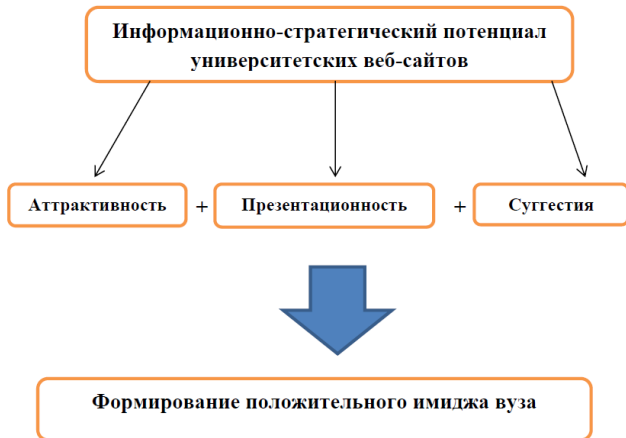 Информационно-стратегический потенциал
университетских веб-сайтов
Аттрактивность + Презентационность + Суггестия
Формирование положительного имиджа вуза